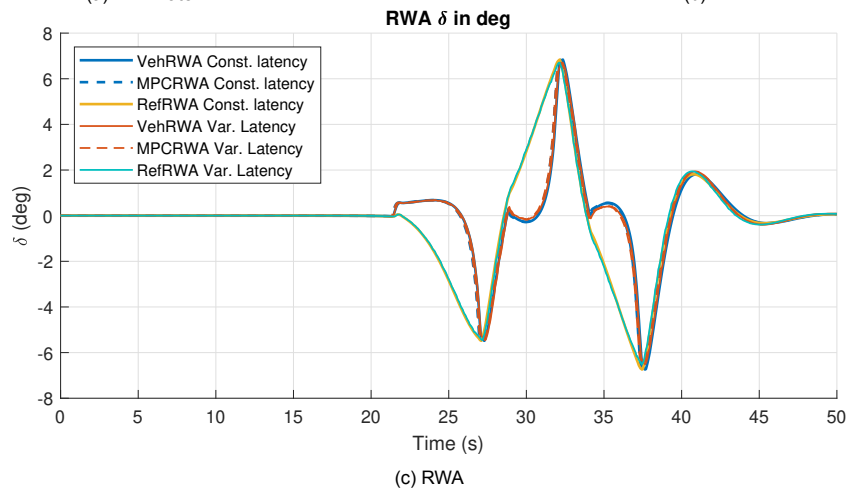 RWA δ in deg
VehRWA Const. latency
MPCRWA Const. latency
RefRWA Const. latency
VehRWA Var. Latency
MPCRWA Var. Latency
RefRWA Var. Latency
8
6
4
2
0
-2
-4
-6
-8
δ (deg)
0 5 10 15 20 25 30 35 40 45 50
Time (s)
(c) RWA